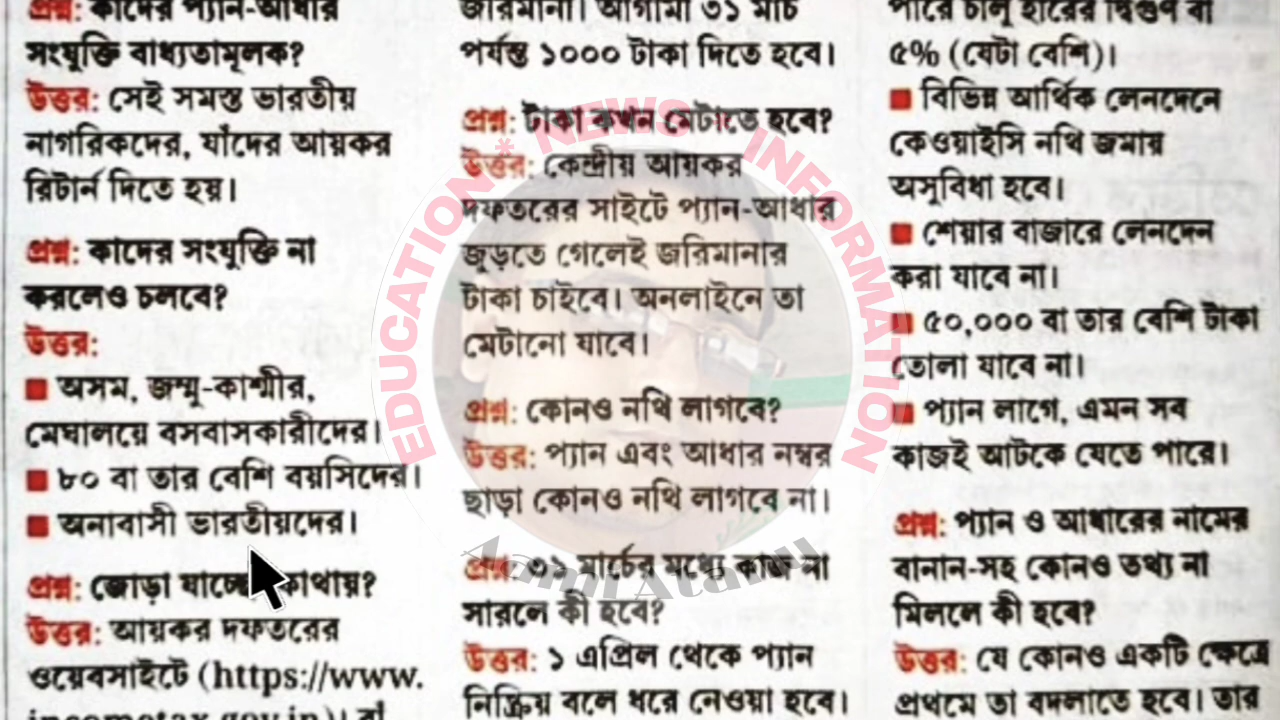 প্রশ্ন: কাদের প্যান-আধার
সংযুক্তি বাধ্যতামূলক?
উত্তর: সেই সমস্ত ভারতীয়
নাগরিকদের, যাঁদের আয়কর
রিটার্ন দিতে হয়।
প্রশ্ন: কাদের সংযুক্তি না
করলেও চলবে?
উত্তর:
■ অসম, জম্মু-কাশ্মীর,
মেঘালয়ে বসবাসকারীদের।
■ ৮০ বা তার বেশি বয়সিদের।
■ অনাবাসী ভারতীয়দের।
প্রশ্ন: জোড়া যাচ্ছে কোথায়?
উত্তর: আয়কর দফতরের
ওয়েবসাইটে (https://www.
incometax.gov.in)। বা
জরিমানা। আগামী ৩১ মার্চ
পর্যন্ত ১০০০ টাকা দিতে হবে।
প্রশ্ন: টাকা কখন মেটাতে হবে?
উত্তর: কেন্দ্রীয় আয়কর
দফতরের সাইটে প্যান-আধার
জুড়তে গেলেই জরিমানার
টাকা চাইবে। অনলাইনে তা
মেটানো যাবে।
প্রশ্ন: কোনও নথি লাগবে?
উত্তর: প্যান এবং আধার নম্বর
ছাড়া কোনও নথি লাগবে না।
প্রশ্ন: ৩১ মার্চের মধ্যে কাজ না
সারলে কী হবে?
উত্তর: ১ এপ্রিল থেকে প্যান
নিষ্ক্রিয় বলে ধরে নেওয়া হবে।
পারে চালু হারের দ্বিগুণ বা
৫% (যেটা বেশি)।
■ বিভিন্ন আর্থিক লেনদেনে
কেওয়াইসি নথি জমায়
অসুবিধা হবে।
■ শেয়ার বাজারে লেনদেন
করা যাবে না।
■ ৫০,০০০ বা তার বেশি টাকা
তোলা যাবে না।
■ প্যান লাগে, এমন সব
কাজই আটকে যেতে পারে।
প্রশ্ন: প্যান ও আধারের নামের
বানান-সহ কোনও তথ্য না
মিললে কী হবে?
উত্তর: যে কোনও একটি ক্ষেত্রে
প্রথমে তা বদলাতে হবে। তার
EDUCATION * NEWS * INFORMATION
AamiAtanu